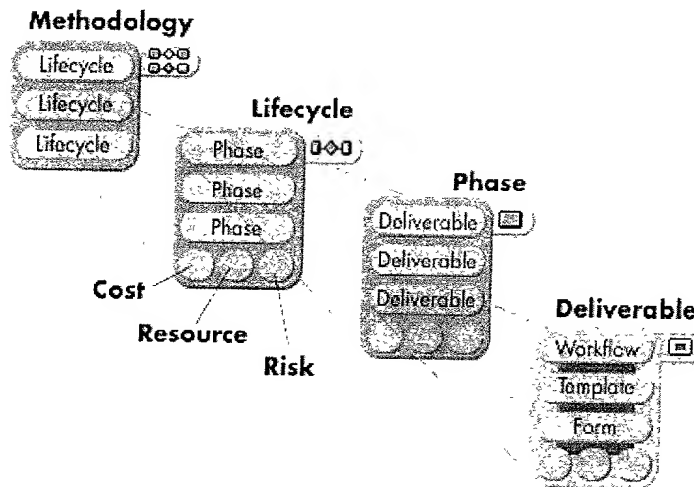 Methodology
Lifecycle
Lifecycle
Lifecycle
Lifecycle
Phase
Phase
Phase
Cost
Resource
Risk
Phase
Deliverable
Deliverable
Deliverable
Deliverable
Workflow
Template
Form